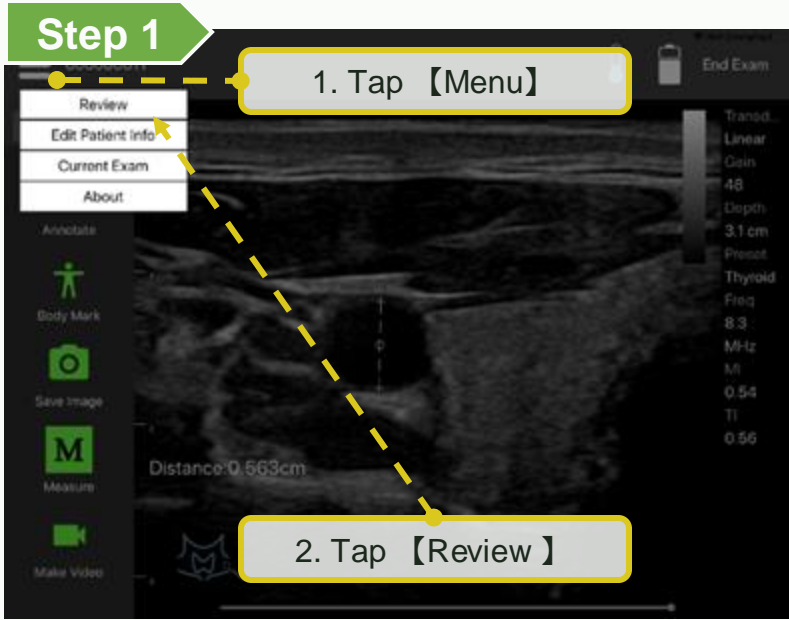 Step 1
1. Tap 【Menu】
End Exam
Review
Edit Patient Info
Current Exam
About
Annotate
Body Mark
Save Image
M
Measure
Make Video
Transd...
Linear
Gain
48
Depth
3.1 cm
Preset
Thyroid
Freq
8.3
MHz
MI
0.54
TI
0.56
Distance:0.563cm
2. Tap 【Review 】